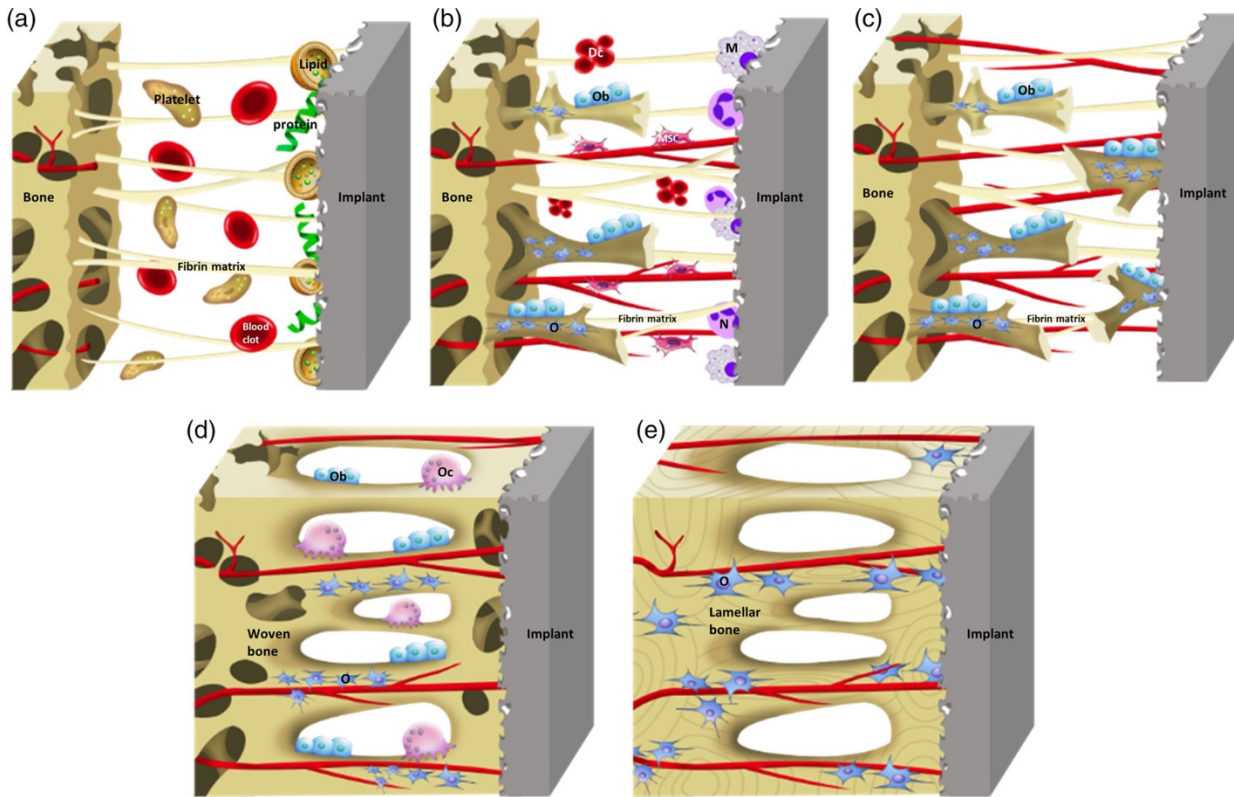 (a)
Lipid
Platelet
protein
Bone
Implant
Fibrin matrix
Blood
clot
(b)
Dc
M
Ob
MSC
Bone
Implant
Fibrin matrix
N
O
(c)
Ob
Bone
Implant
Fibrin matrix
O
(d)
Ob
Oc
Woven
bone
Implant
O
(e)
O
Lamellar
bone
Implant